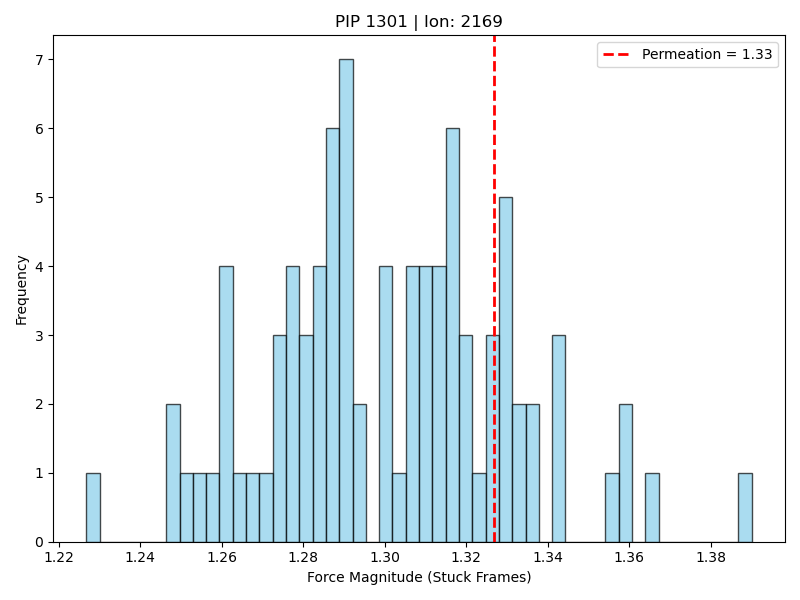 PIP 1301 | Ion: 2169
Permeation = 1.33
7
6
5
4
3
2
1
0
Frequency
1.22 1.24 1.26 1.28 1.30 1.32 1.34 1.36 1.38
Force Magnitude (Stuck Frames)